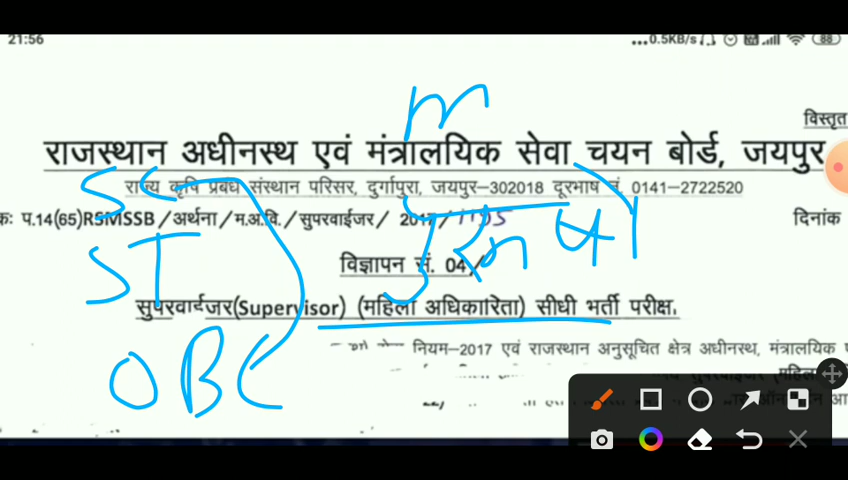 21:56 ...0.5KB/s 88
m
विस्तृत
राजस्थान अधीनस्थ एवं मंत्रालयिक सेवा चयन बोर्ड, जयपुर
राज्य कृषि प्रबंध संस्थान परिसर, दुर्गापुरा, जयपुर–302018 दूरभाष नं. 0141-2722520
SC
कः प.14(65)RSMSSB/अर्थना/म.अ.वि./सुपरवाईजर/ 2017/1105 दिनांक
ST
विज्ञापन सं. 04/
सुपरवाईजर(Supervisor) (महिला अधिकारिता) सीधी भर्ती परीक्ष.
OBC
नियम–2017 एवं राजस्थान अनुसूचित क्षेत्र अधीनस्थ, मंत्रालयिक